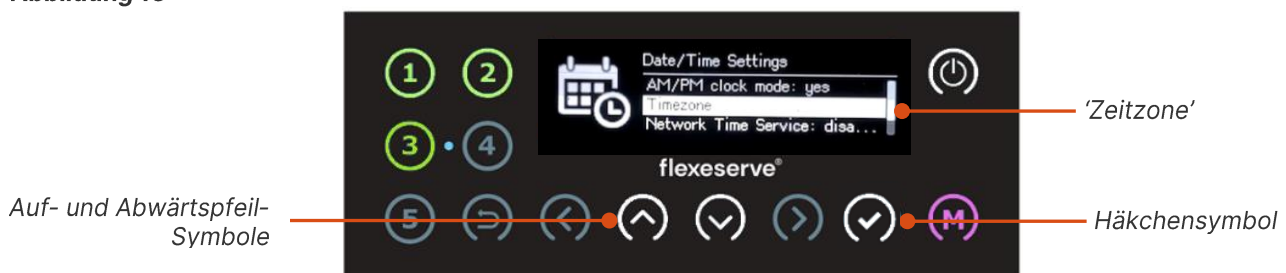 1
2
Date/Time Settings
AM/PM clock mode: yes
Timezone
Network Time Service: disa...
'Zeitzone'
3
4
flexeserve®
Auf- und Abwärtspfeil-
Symbole
5
M
Häkchensymbol